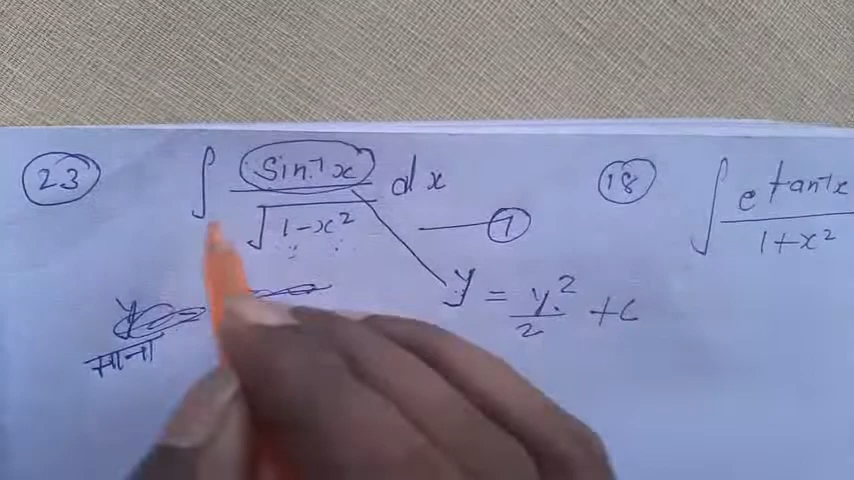 23 ∫ sin⁻¹x / √1-x² dx — 1
18 ∫ e^tan⁻¹x / 1+x²
y = y²/2 + c
माना